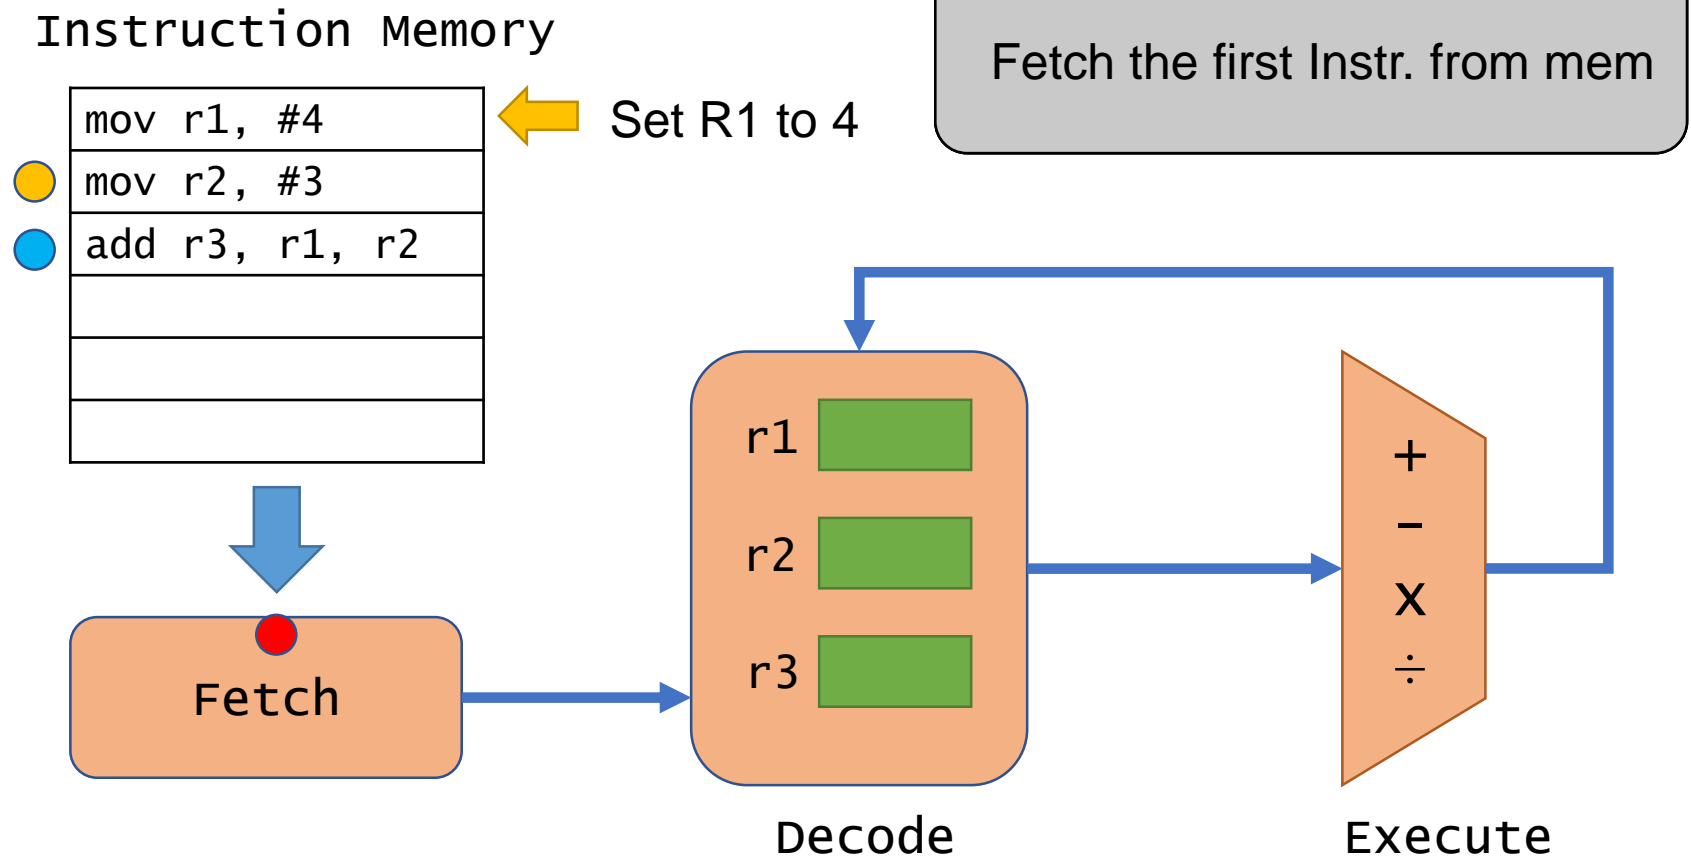 Instruction Memory
Fetch the first Instr. from mem
mov r1, #4
Set R1 to 4
mov r2, #3
add r3, r1, r2
r1
r2
r3
+
-
x
÷
Fetch
Decode
Execute